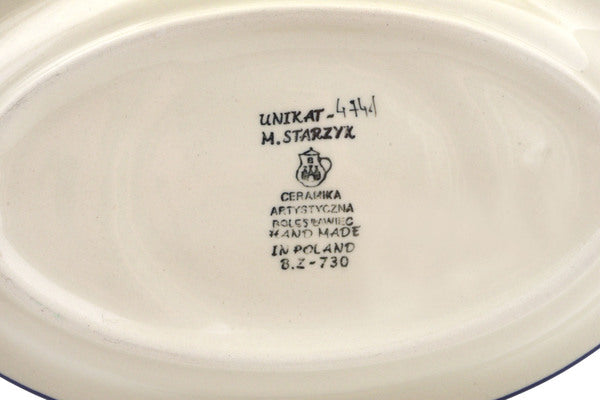 UNIKAT-4741
M.STARZYK
CERAMIKA
ARTYSTYCZNA
BOLESŁAWIEC
HAND MADE
IN POLAND
B.Z-730